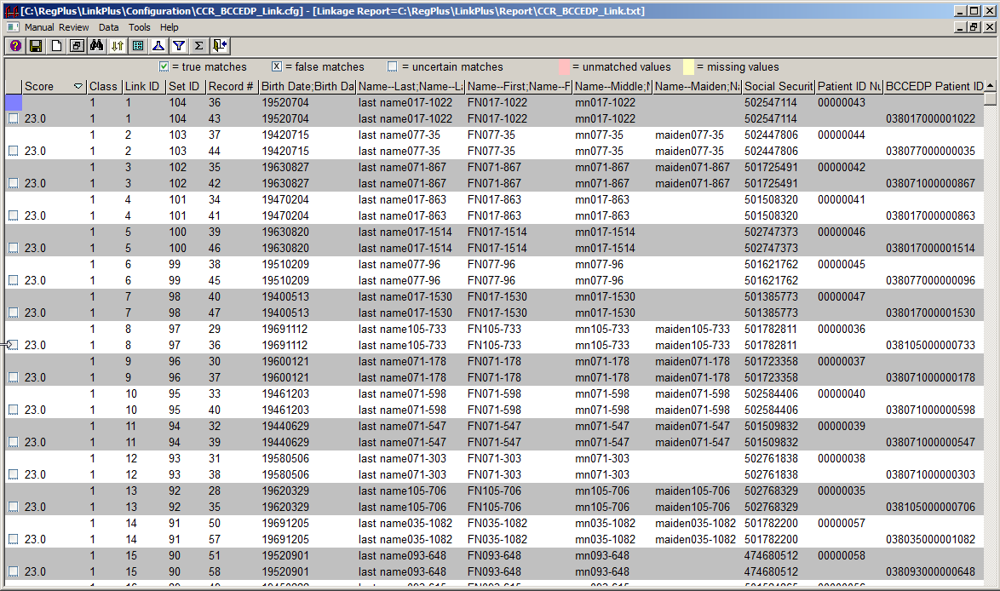 [C:\RegPlus\LinkPlus\Configuration\CCR_BCCEDP_Link.cfg] - [Linkage Report=C:\RegPlus\LinkPlus\Report\CCR_BCCEDP_Link.txt]
Manual Review Data Tools Help
= true matches X = false matches = uncertain matches = unmatched values = missing values
Score Class Link ID Set ID Record # Birth Date;Birth Da Name--Last;Name--La Name--First;Name--F Name--Middle;N Name--Maiden;Na Social Securit Patient ID Nu BCCEDP Patient ID
1 1 104 36 19520704 last name017-1022 FN017-1022 mn017-1022 502547114 00000043
23.0 1 1 104 43 19520704 last name017-1022 FN017-1022 mn017-1022 502547114 038017000001022
1 2 103 37 19420715 last name077-35 FN077-35 mn077-35 maiden077-35 502447806 00000044
23.0 1 2 103 44 19420715 last name077-35 FN077-35 mn077-35 maiden077-35 502447806 038077000000035
1 3 102 35 19630827 last name071-867 FN071-867 mn071-867 maiden071-867 501725491 00000042
23.0 1 3 102 42 19630827 last name071-867 FN071-867 mn071-867 maiden071-867 501725491 038071000000867
1 4 101 34 19470204 last name017-863 FN017-863 mn017-863 501508320 00000041
23.0 1 4 101 41 19470204 last name017-863 FN017-863 mn017-863 501508320 038017000000863
1 5 100 39 19630820 last name017-1514 FN017-1514 mn017-1514 502747373 00000046
23.0 1 5 100 46 19630820 last name017-1514 FN017-1514 mn017-1514 502747373 038017000001514
1 6 99 38 19510209 last name077-96 FN077-96 mn077-96 501621762 00000045
23.0 1 6 99 45 19510209 last name077-96 FN077-96 mn077-96 501621762 038077000000096
1 7 98 40 19400513 last name017-1530 FN017-1530 mn017-1530 501385773 00000047
23.0 1 7 98 47 19400513 last name017-1530 FN017-1530 mn017-1530 501385773 038017000001530
1 8 97 29 19691112 last name105-733 FN105-733 mn105-733 maiden105-733 501782811 00000036
23.0 1 8 97 36 19691112 last name105-733 FN105-733 mn105-733 maiden105-733 501782811 038105000000733
1 9 96 30 19600121 last name071-178 FN071-178 mn071-178 maiden071-178 501723358 00000037
23.0 1 9 96 37 19600121 last name071-178 FN071-178 mn071-178 maiden071-178 501723358 038071000000178
1 10 95 33 19461203 last name071-598 FN071-598 mn071-598 maiden071-598 502584406 00000040
23.0 1 10 95 40 19461203 last name071-598 FN071-598 mn071-598 maiden071-598 502584406 038071000000598
1 11 94 32 19440629 last name071-547 FN071-547 mn071-547 maiden071-547 501509832 00000039
23.0 1 11 94 39 19440629 last name071-547 FN071-547 mn071-547 maiden071-547 501509832 038071000000547
1 12 93 31 19580506 last name071-303 FN071-303 mn071-303 502761838 00000038
23.0 1 12 93 38 19580506 last name071-303 FN071-303 mn071-303 502761838 038071000000303
1 13 92 28 19620329 last name105-706 FN105-706 mn105-706 maiden105-706 502768329 00000035
23.0 1 13 92 35 19620329 last name105-706 FN105-706 mn105-706 maiden105-706 502768329 038105000000706
1 14 91 50 19691205 last name035-1082 FN035-1082 mn035-1082 maiden035-1082 501782200 00000057
23.0 1 14 91 57 19691205 last name035-1082 FN035-1082 mn035-1082 maiden035-1082 501782200 038035000001082
1 15 90 51 19520901 last name093-648 FN093-648 mn093-648 474680512 00000058
23.0 1 15 90 58 19520901 last name093-648 FN093-648 mn093-648 474680512 038093000000648